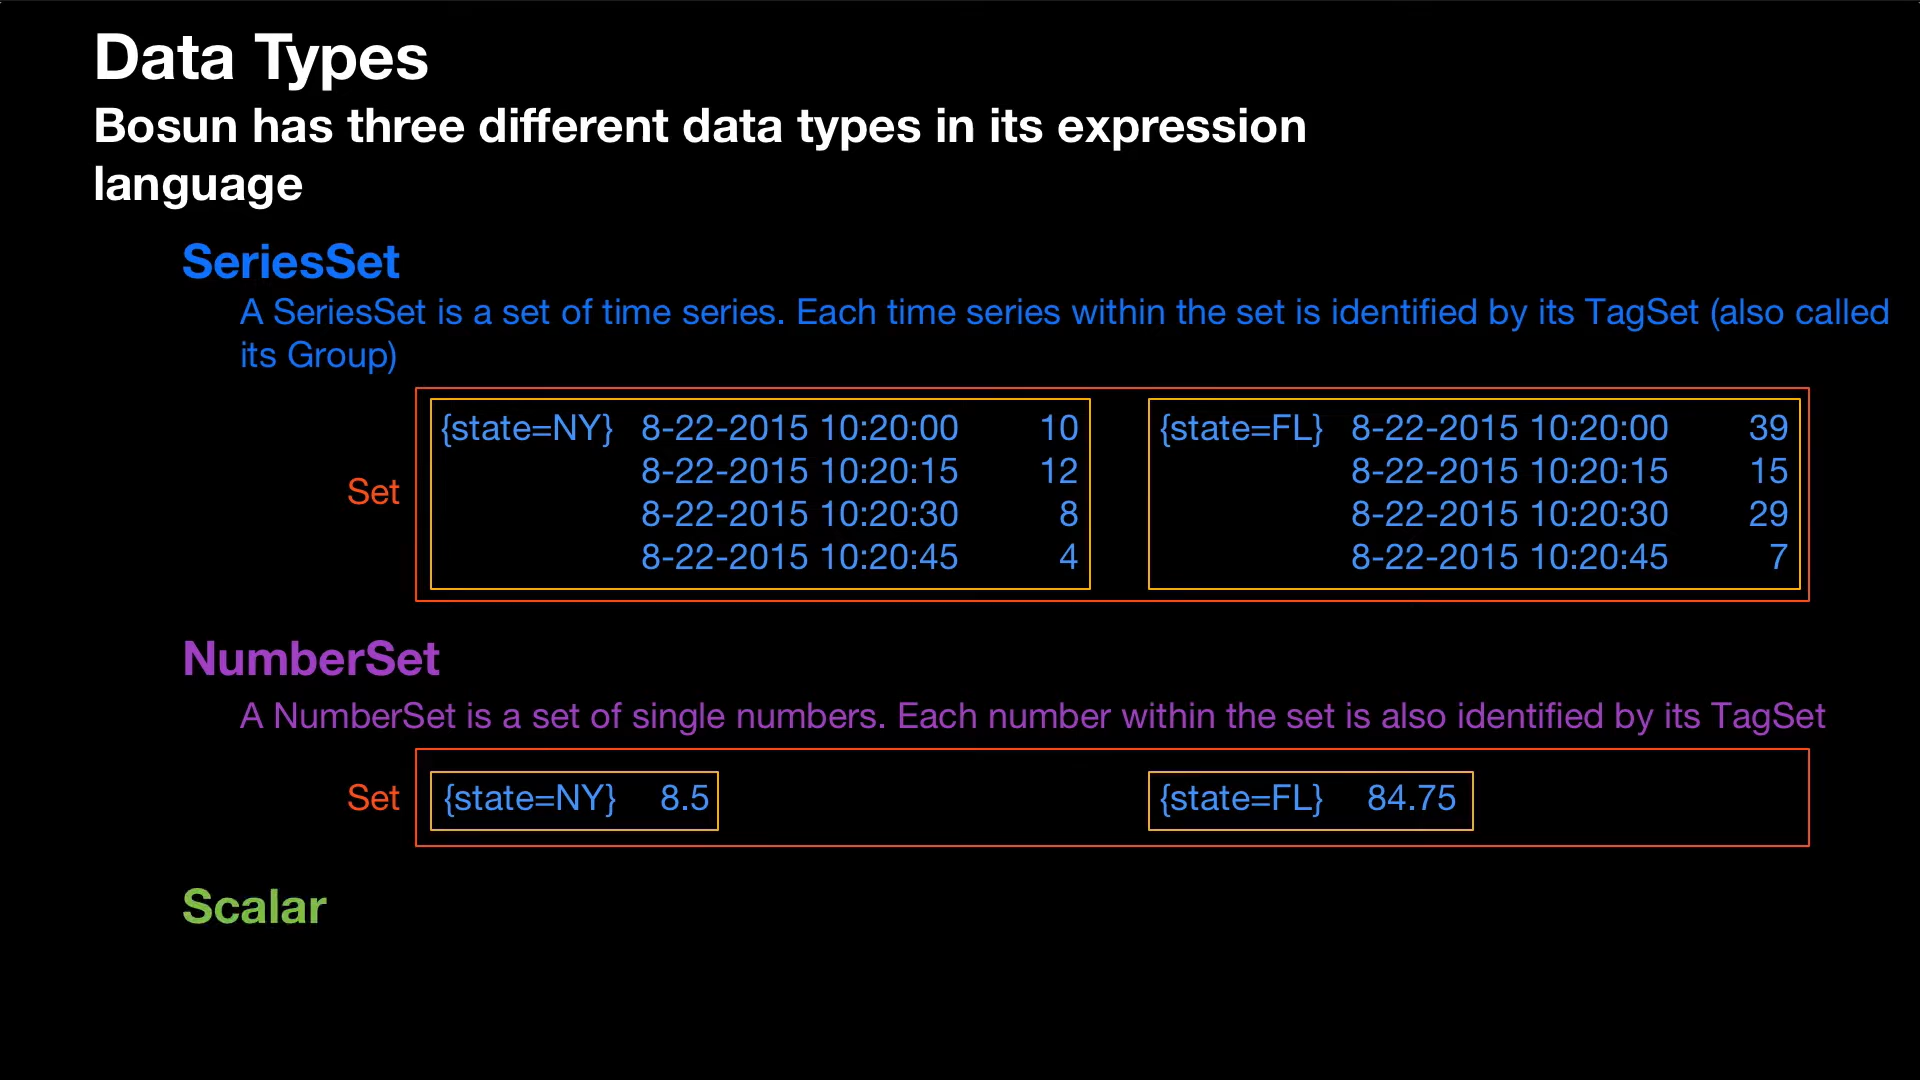 Data Types
Bosun has three different data types in its expression
language
SeriesSet
A SeriesSet is a set of time series. Each time series within the set is identified by its TagSet (also called
its Group)
Set
{state=NY} 8-22-2015 10:20:00 10
8-22-2015 10:20:15 12
8-22-2015 10:20:30 8
8-22-2015 10:20:45 4
{state=FL} 8-22-2015 10:20:00 39
8-22-2015 10:20:15 15
8-22-2015 10:20:30 29
8-22-2015 10:20:45 7
NumberSet
A NumberSet is a set of single numbers. Each number within the set is also identified by its TagSet
Set
{state=NY} 8.5
{state=FL} 84.75
Scalar